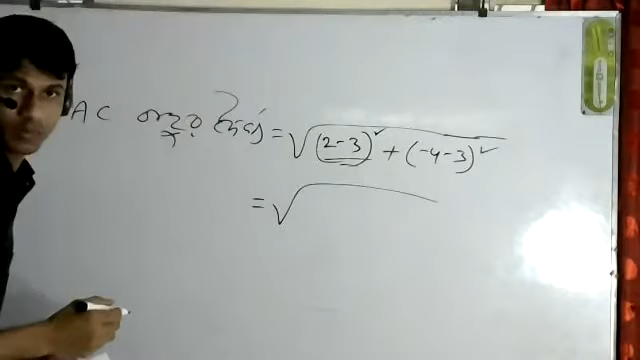 AC বাহুর দৈর্ঘ্য = √(2-3)² + (-4-3)²
= √